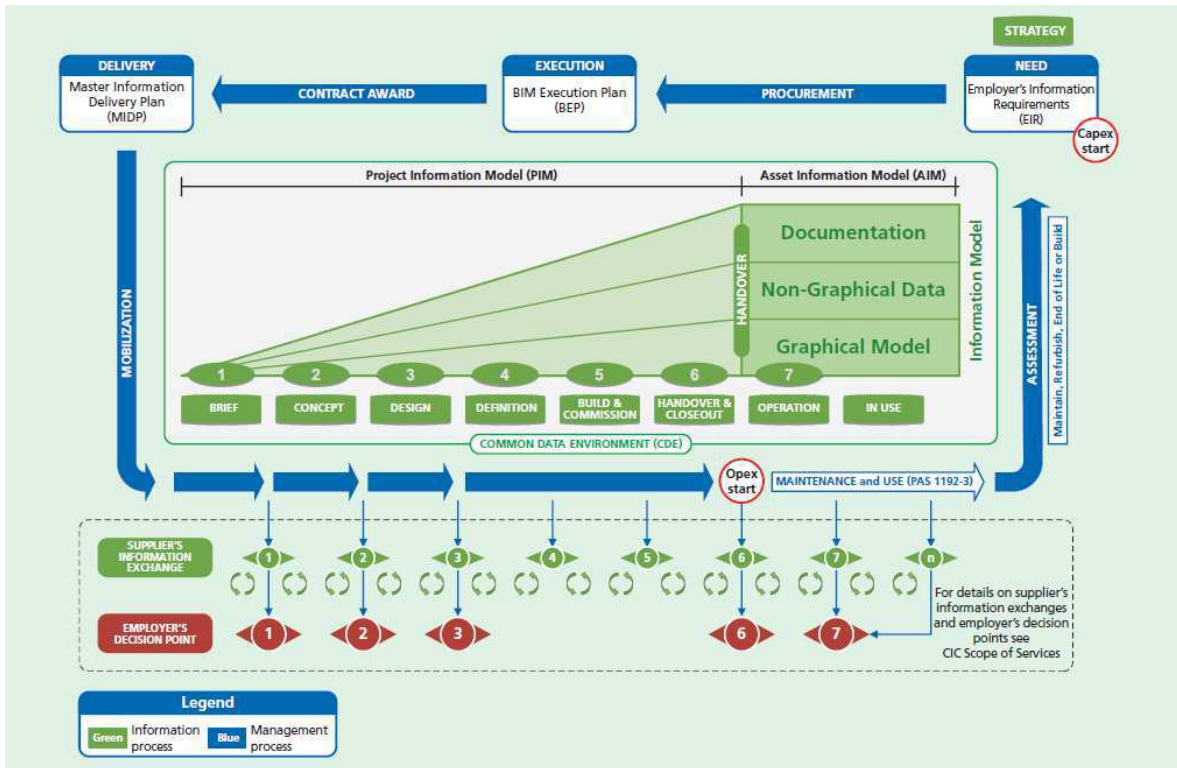 STRATEGY
DELIVERY
Master Information
Delivery Plan
(MIDP)
CONTRACT AWARD
EXECUTION
BIM Execution Plan
(BEP)
PROCUREMENT
NEED
Employer's Information
Requirements
(EIR)
Capex
start
Project Information Model (PIM)
Asset Information Model (AIM)
Documentation
Non-Graphical Data
Graphical Model
HANDOVER
Information Model
MOBILIZATION
ASSESSMENT
Maintain, Refurbish, End of Life or Build
1
2
3
4
5
6
7
BRIEF
CONCEPT
DESIGN
DEFINITION
BUILD &
COMMISSION
HANDOVER &
CLOSEOUT
OPERATION
IN USE
COMMON DATA ENVIRONMENT (CDE)
Opex
start
MAINTENANCE and USE (PAS 1192-3)
SUPPLIER'S
INFORMATION
EXCHANGE
1
2
3
4
5
6
7
n
EMPLOYER'S
DECISION POINT
1
2
3
6
7
For details on supplier's
information exchanges
and employer's decision
points see
CIC Scope of Services
Legend
Green
Information
process
Blue
Management
process